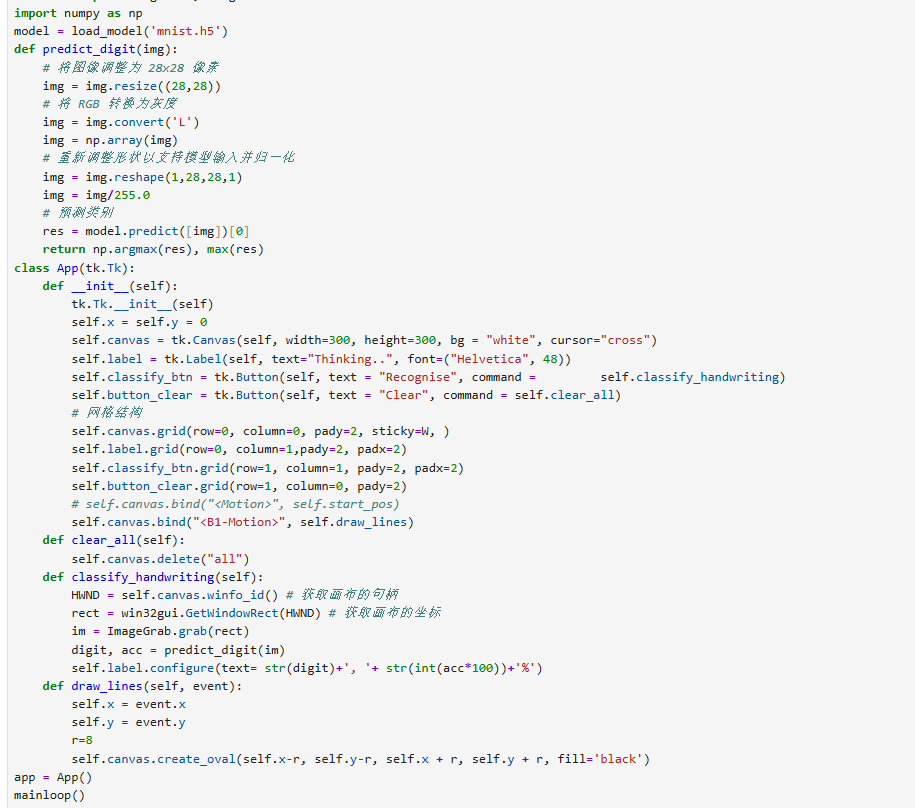 import numpy as np
model = load_model('mnist.h5')
def predict_digit(img):
    # 将图像调整为 28x28 像素
    img = img.resize((28,28))
    # 将 RGB 转换为灰度
    img = img.convert('L')
    img = np.array(img)
    # 重新调整形状以支持模型输入并归一化
    img = img.reshape(1,28,28,1)
    img = img/255.0
    # 预测类别
    res = model.predict([img])[0]
    return np.argmax(res), max(res)
class App(tk.Tk):
    def __init__(self):
        tk.Tk.__init__(self)
        self.x = self.y = 0
        self.canvas = tk.Canvas(self, width=300, height=300, bg = "white", cursor="cross")
        self.label = tk.Label(self, text="Thinking..", font=("Helvetica", 48))
        self.classify_btn = tk.Button(self, text = "Recognise", command =         self.classify_handwriting)
        self.button_clear = tk.Button(self, text = "Clear", command = self.clear_all)
        # 网格结构
        self.canvas.grid(row=0, column=0, pady=2, sticky=W, )
        self.label.grid(row=0, column=1,pady=2, padx=2)
        self.classify_btn.grid(row=1, column=1, pady=2, padx=2)
        self.button_clear.grid(row=1, column=0, pady=2)
        # self.canvas.bind("<Motion>", self.start_pos)
        self.canvas.bind("<B1-Motion>", self.draw_lines)
    def clear_all(self):
        self.canvas.delete("all")
    def classify_handwriting(self):
        HWND = self.canvas.winfo_id() # 获取画布的句柄
        rect = win32gui.GetWindowRect(HWND) # 获取画布的坐标
        im = ImageGrab.grab(rect)
        digit, acc = predict_digit(im)
        self.label.configure(text= str(digit)+', '+ str(int(acc*100))+'%')
    def draw_lines(self, event):
        self.x = event.x
        self.y = event.y
        r=8
        self.canvas.create_oval(self.x-r, self.y-r, self.x + r, self.y + r, fill='black')
app = App()
mainloop()